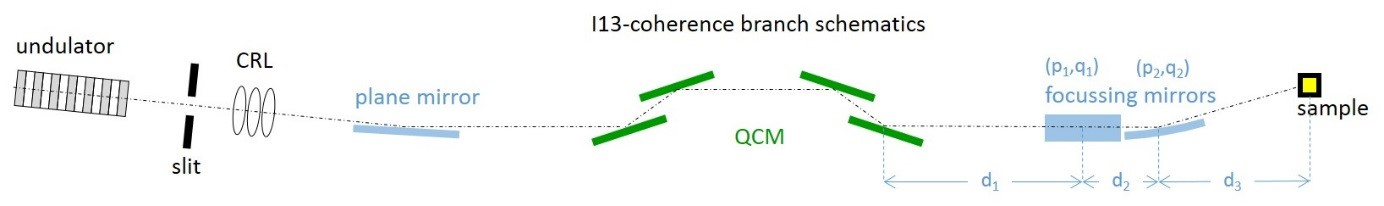 I13-coherence branch schematics
undulator
CRL
slit
plane mirror
QCM
(p₁,q₁)
(p₂,q₂)
focussing mirrors
sample
d₁
d₂
d₃